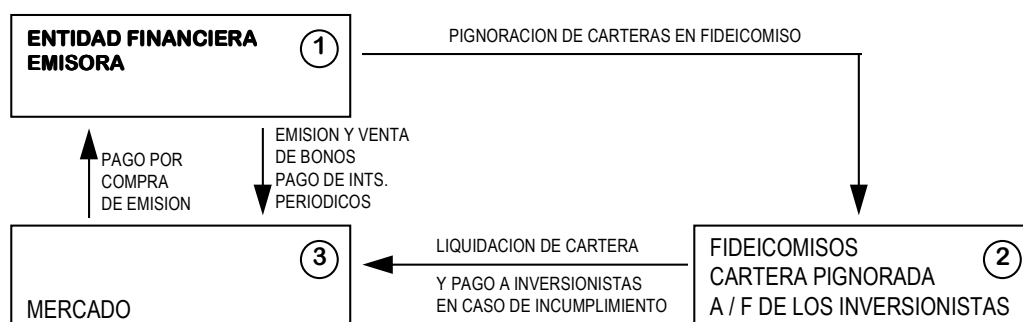 ENTIDAD FINANCIERA
EMISORA
1
PIGNORACION DE CARTERAS EN FIDEICOMISO
PAGO POR
COMPRA
DE EMISION
EMISION Y VENTA
DE BONOS
PAGO DE INTS.
PERIODICOS
3
MERCADO
LIQUIDACION DE CARTERA
Y PAGO A INVERSIONISTAS
EN CASO DE INCUMPLIMIENTO
FIDEICOMISOS
2
CARTERA PIGNORADA
A / F DE LOS INVERSIONISTAS